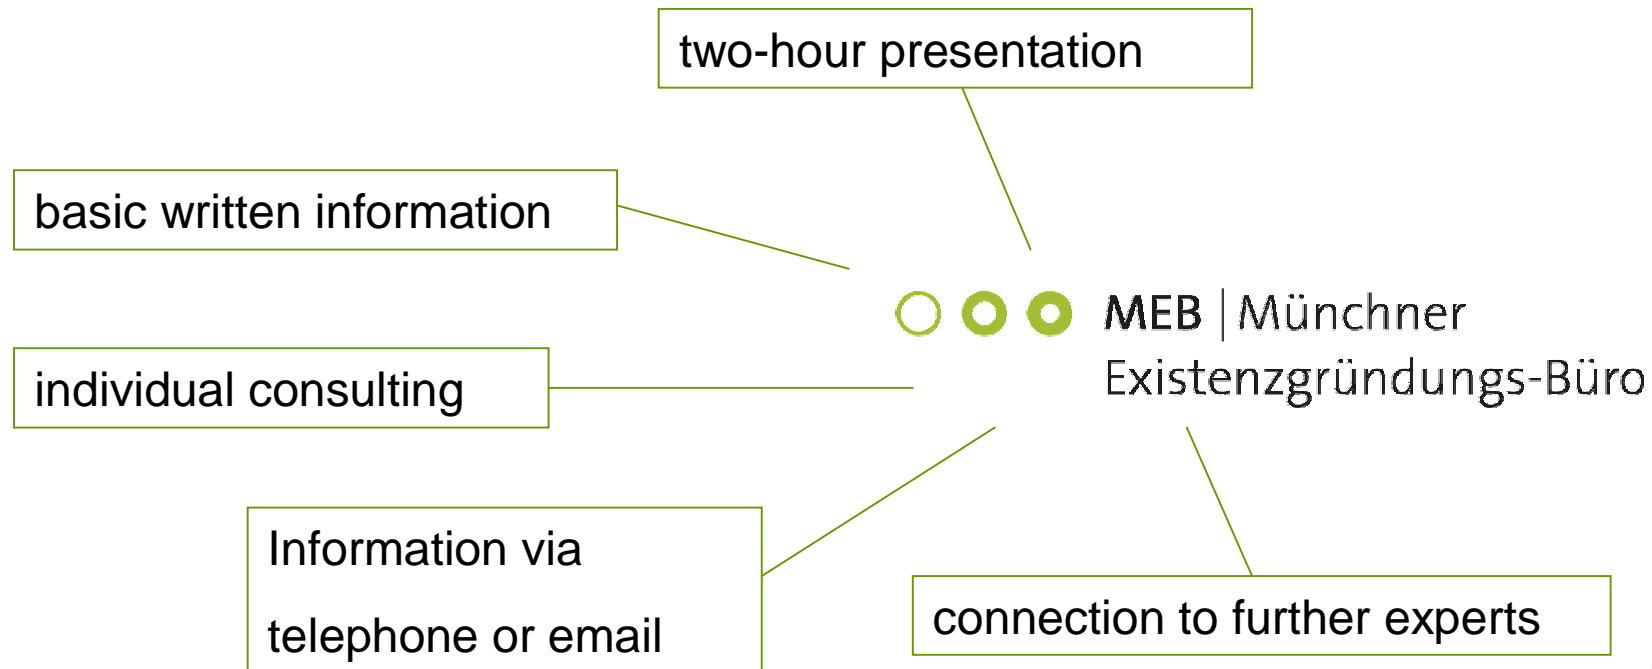 two-hour presentation
basic written information
MEB | Münchner
Existenzgründungs-Büro
individual consulting
Information via
telephone or email
connection to further experts